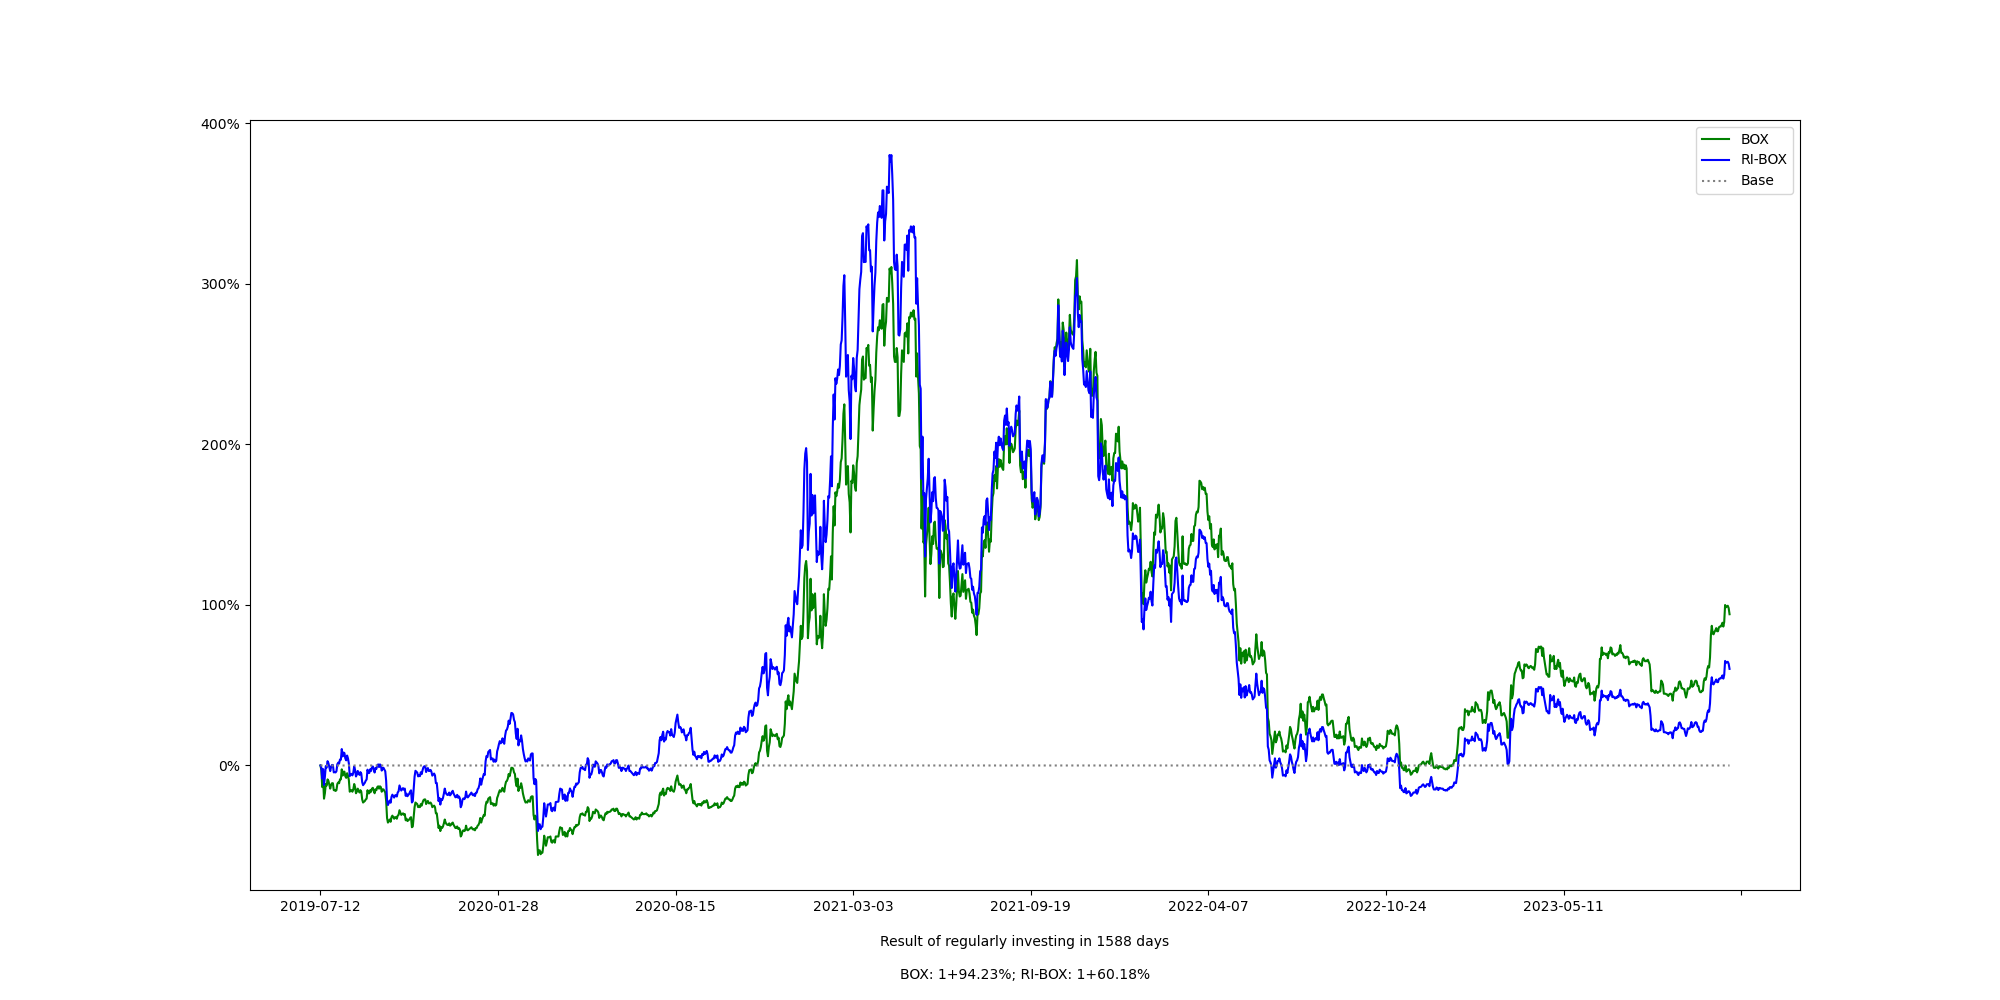 400%
300%
200%
100%
0%
BOX
RI-BOX
Base
2019-07-12 2020-01-28 2020-08-15 2021-03-03 2021-09-19 2022-04-07 2022-10-24 2023-05-11
Result of regularly investing in 1588 days
BOX: 1+94.23%; RI-BOX: 1+60.18%